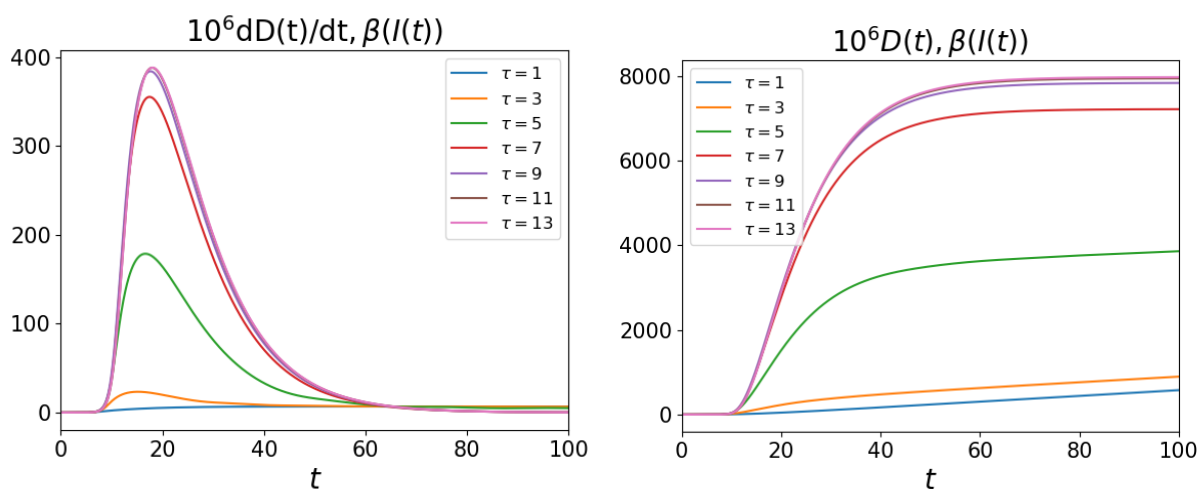 10⁶dD(t)/dt, β(I(t))
400
300
200
100
0
0 20 40 60 80 100
t
τ = 1
τ = 3
τ = 5
τ = 7
τ = 9
τ = 11
τ = 13
10⁶D(t), β(I(t))
8000
6000
4000
2000
0
0 20 40 60 80 100
t
τ = 1
τ = 3
τ = 5
τ = 7
τ = 9
τ = 11
τ = 13